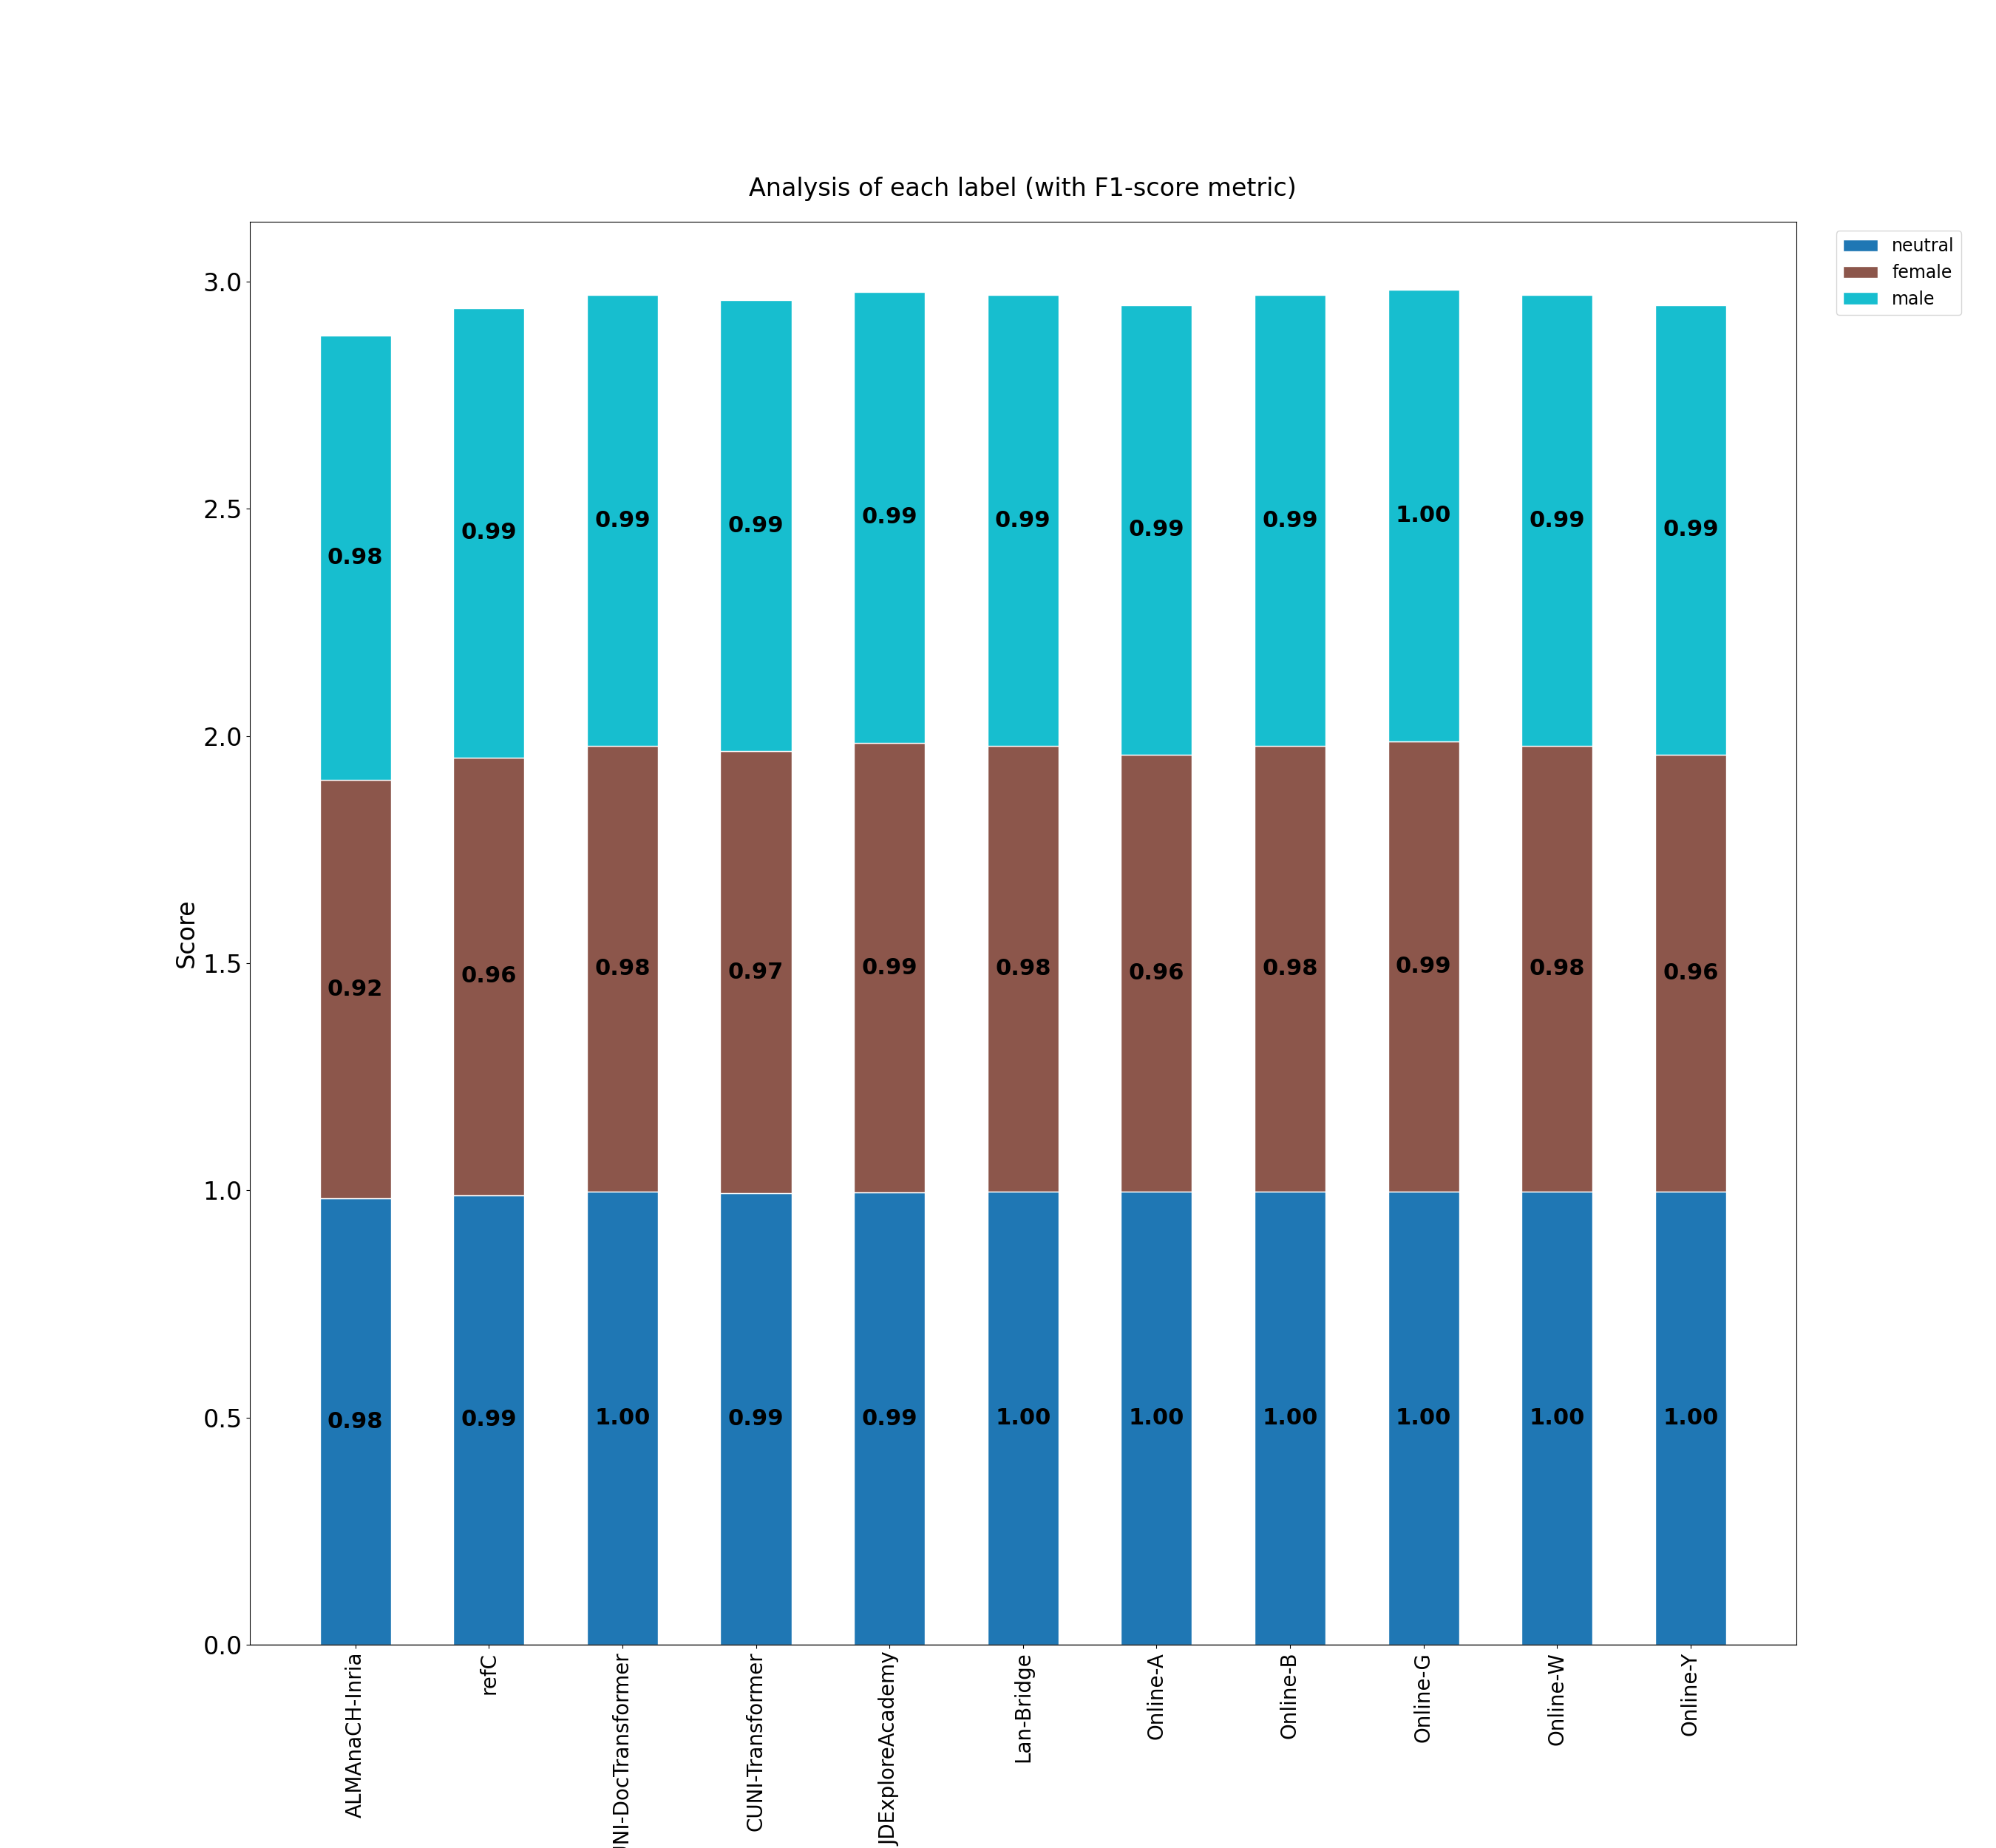 Analysis of each label (with F1-score metric)
neutral
female
male
Score
3.0
2.5
2.0
1.5
1.0
0.5
0.0
0.98 0.99 0.99 0.99 0.99 0.99 0.99 0.99 1.00 0.99 0.99
0.92 0.96 0.98 0.97 0.99 0.98 0.96 0.98 0.99 0.98 0.96
0.98 0.99 1.00 0.99 0.99 1.00 1.00 1.00 1.00 1.00 1.00
ALMAnaCH-Inria
refC
NI-DocTransformer
CUNI-Transformer
JDExploreAcademy
Lan-Bridge
Online-A
Online-B
Online-G
Online-W
Online-Y